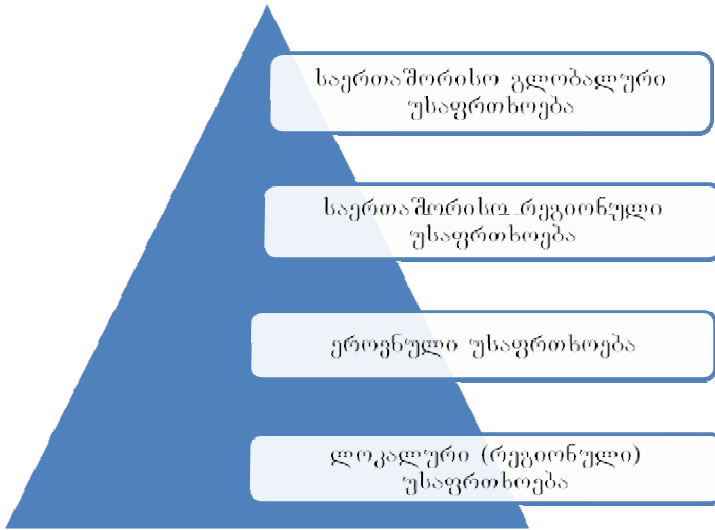 საერთაშორისო გლობალური
უსაფრთხოება
საერთაშორისო რეგიონული
უსაფრთხოება
ეროვნული უსაფრთხოება
ლოკალური (რეგიონული)
უსაფრთხოება